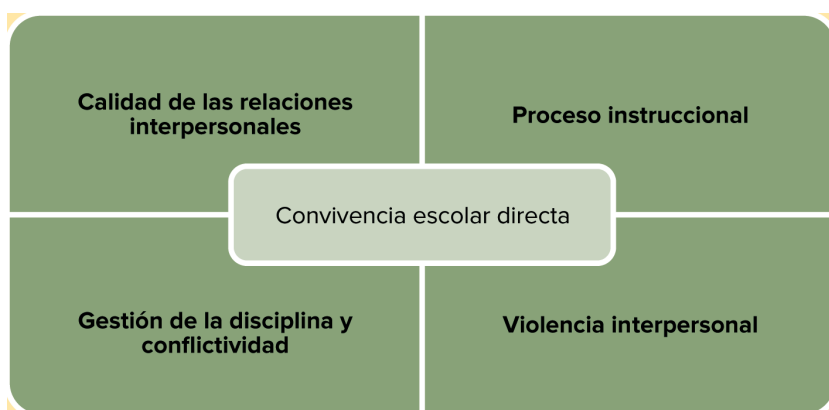 Calidad de las relaciones
interpersonales
Proceso instruccional
Convivencia escolar directa
Gestión de la disciplina y
conflictividad
Violencia interpersonal